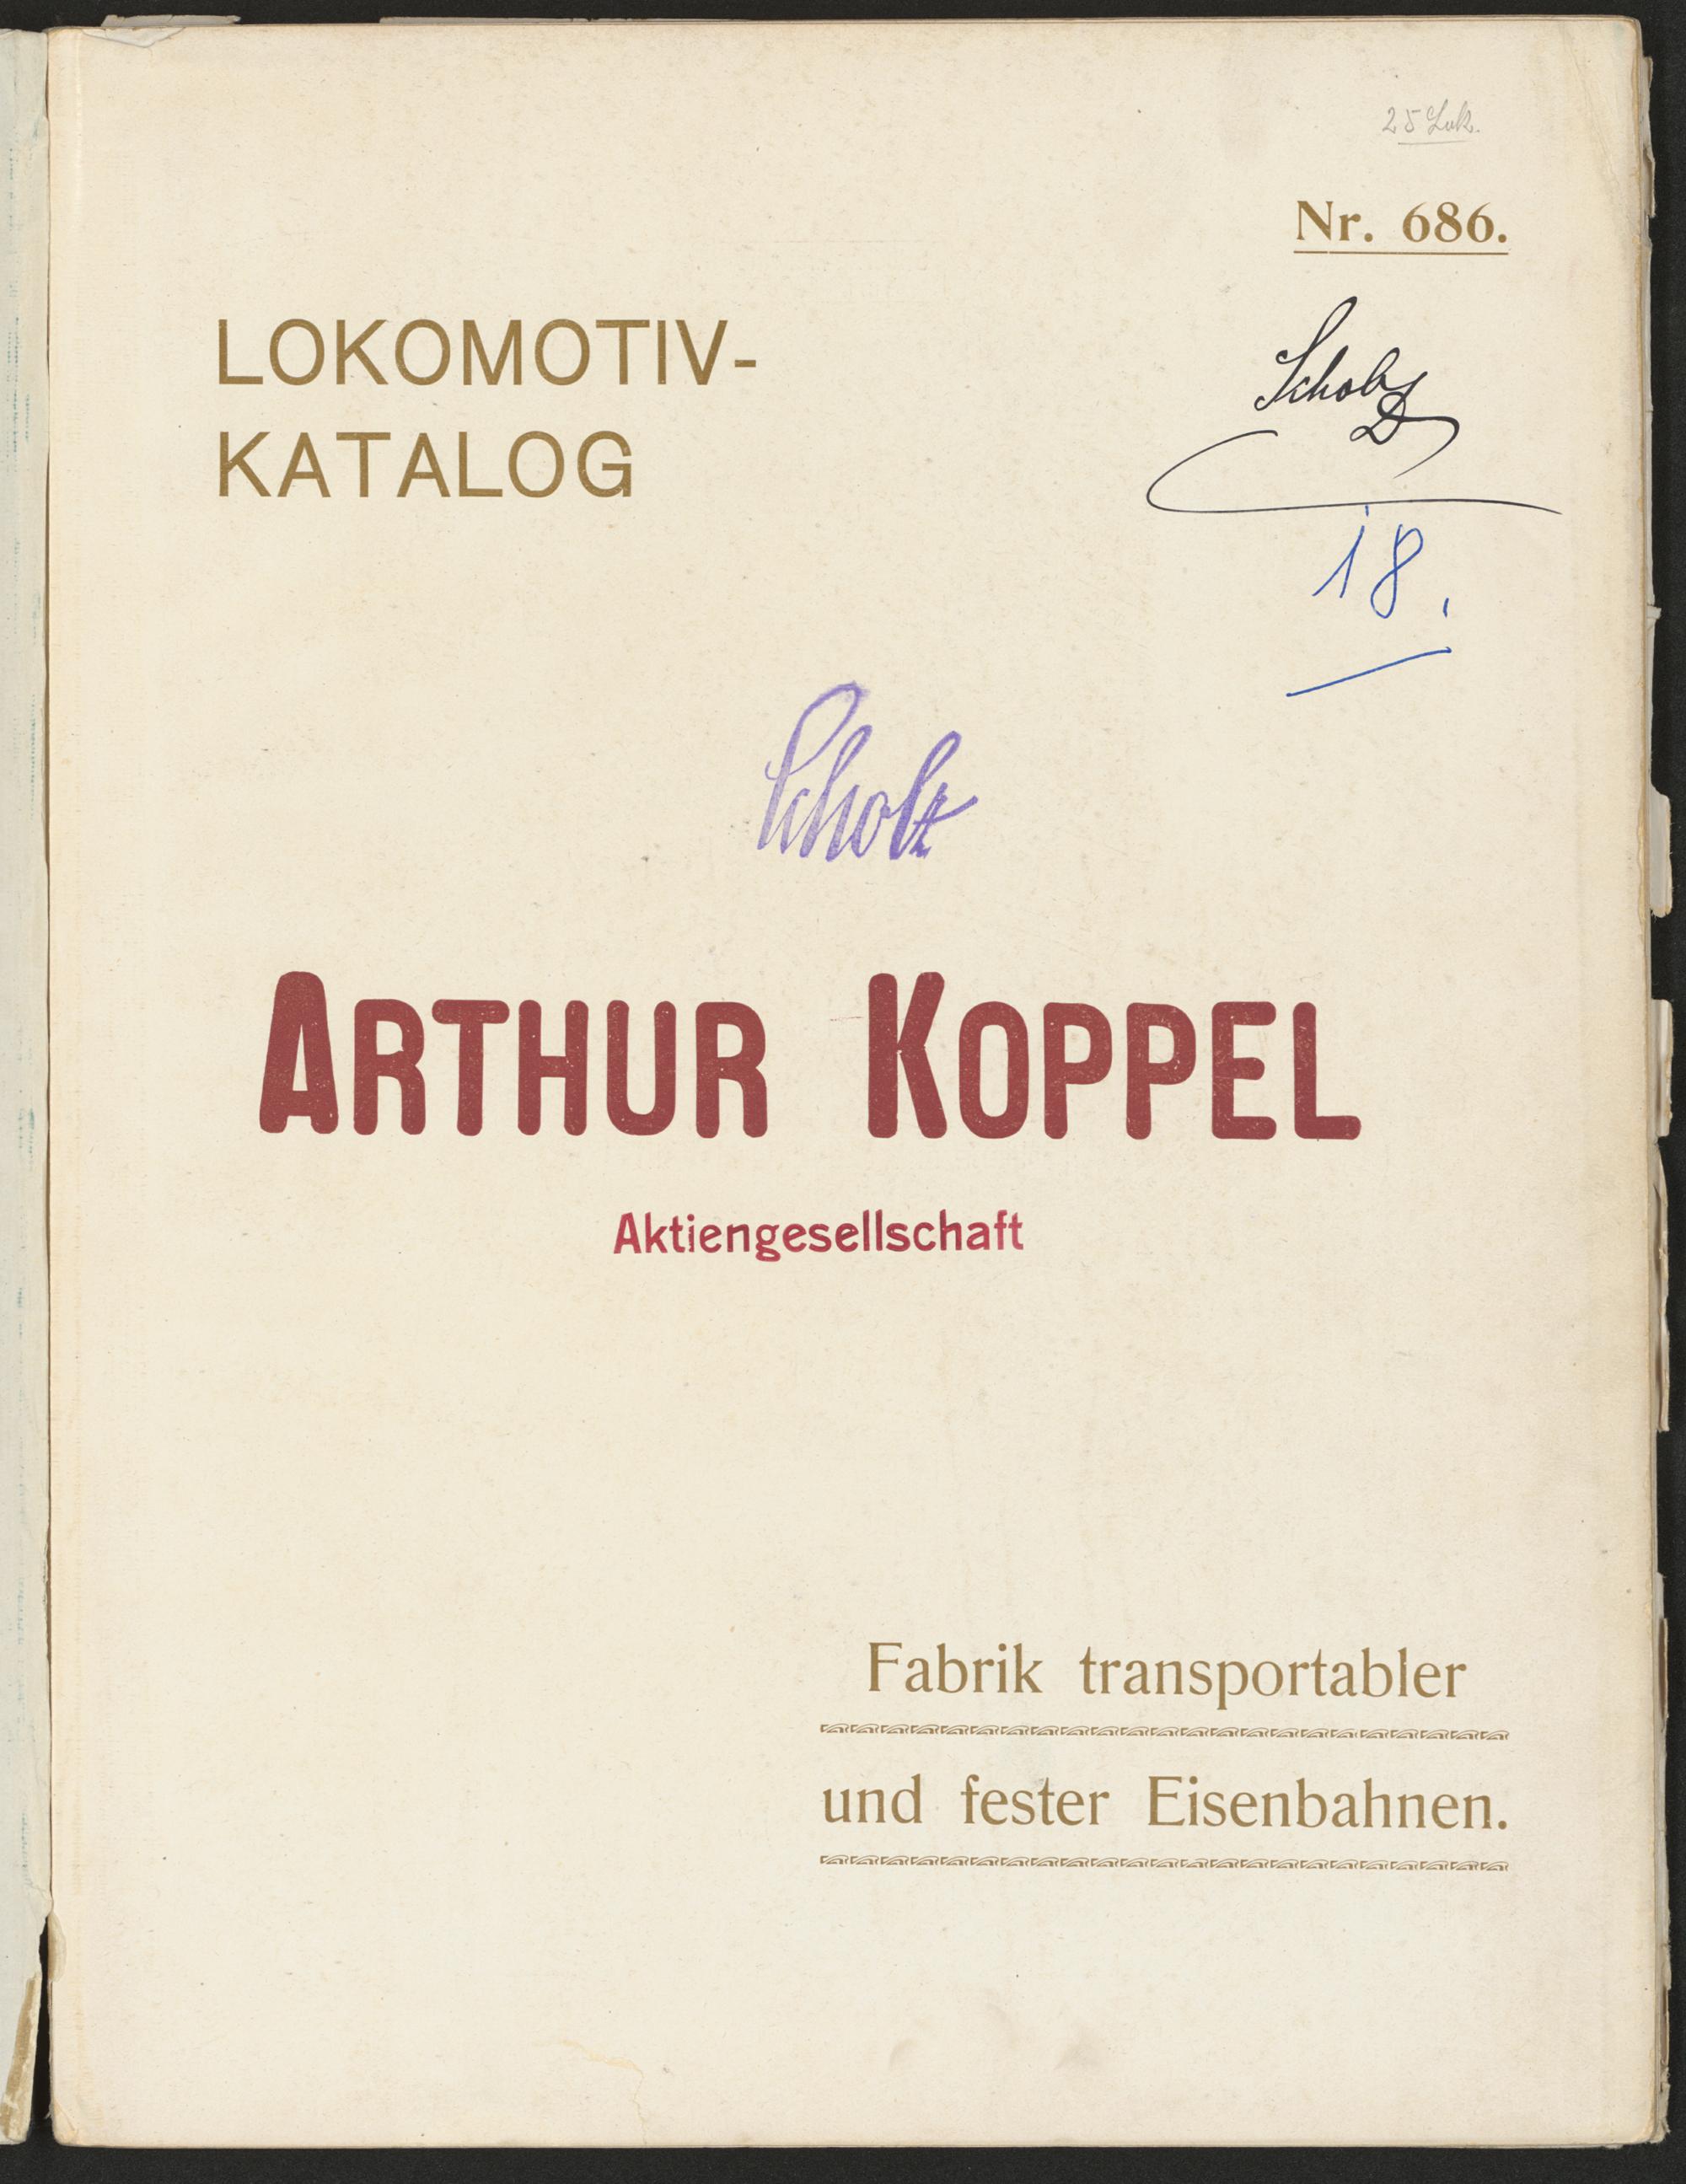 25 Lok.
Nr. 686.
LOKOMOTIV-
KATALOG
Scholz
18.
Scholz
ARTHUR KOPPEL
Aktiengesellschaft
Fabrik transportabler
und fester Eisenbahnen.